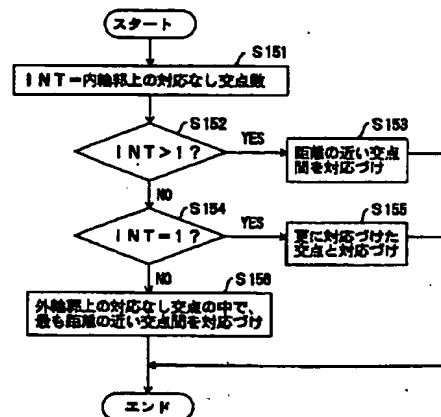 スタート
S151
INT=内輪郭上の対応なし交点数
S152
INT>1?
YES
S153
距離の近い交点
間を対応づけ
NO
S154
INT=1?
YES
S155
更に対応づけた
交点と対応づけ
NO
S156
外輪郭上の対応なし交点の中で、
最も距離の近い交点間を対応づけ
エンド